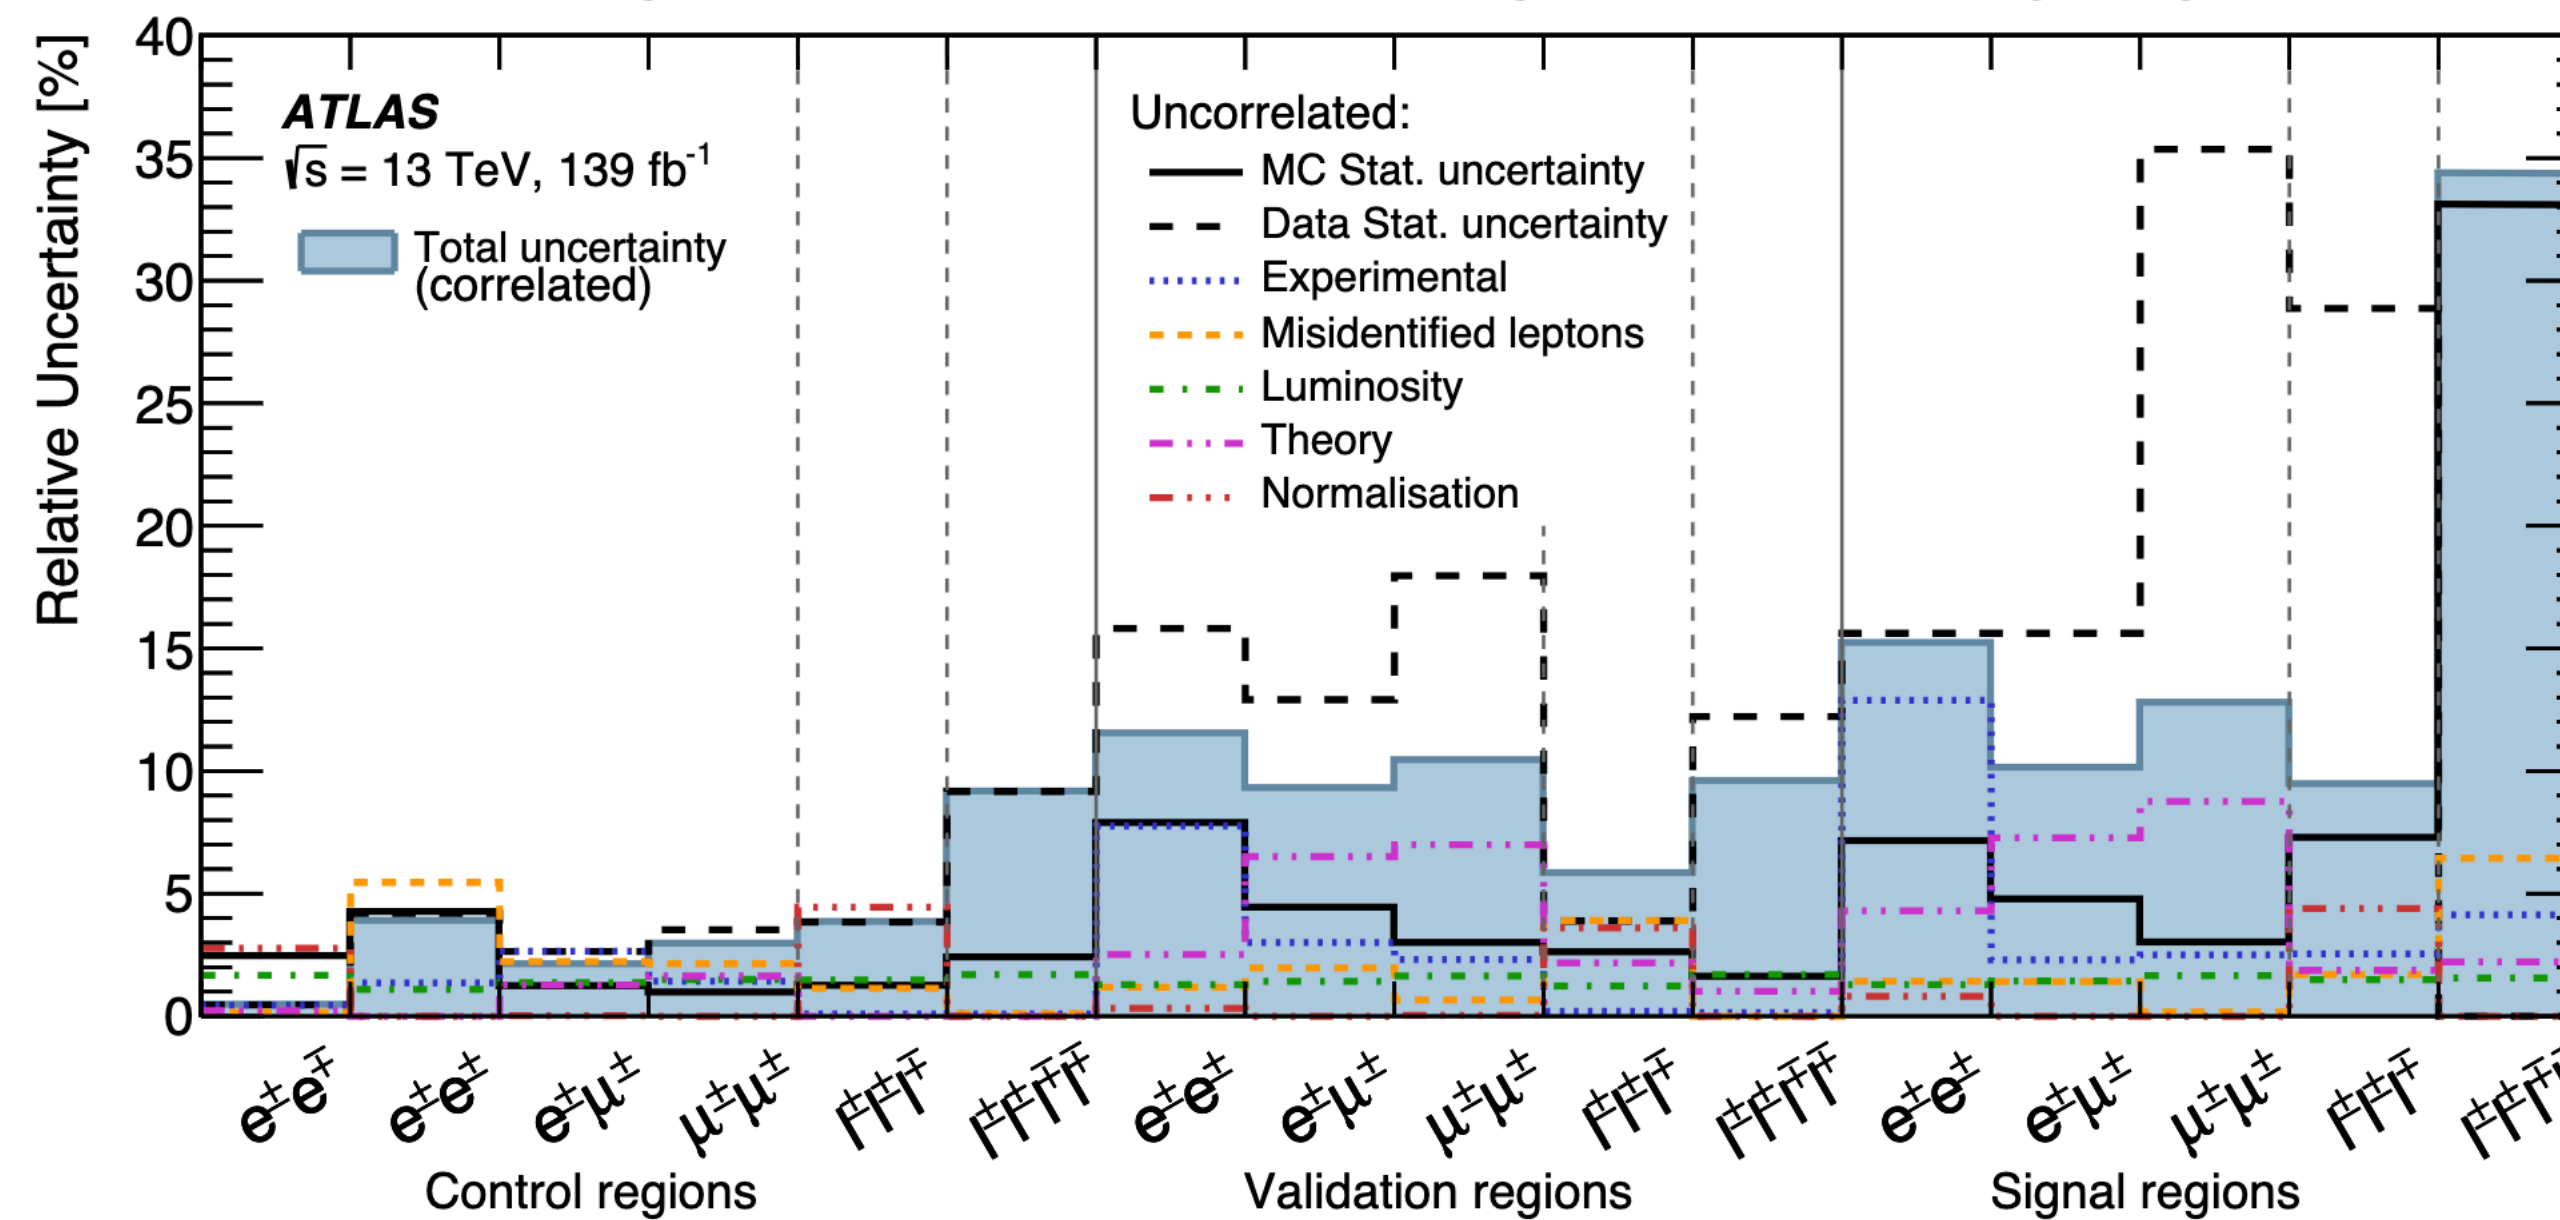 Relative Uncertainty [%]
40
35
30
25
20
15
10
5
0
ATLAS
√s = 13 TeV, 139 fb⁻¹
Total uncertainty
(correlated)
Uncorrelated:
MC Stat. uncertainty
Data Stat. uncertainty
Experimental
Misidentified leptons
Luminosity
Theory
Normalisation
e±e∓ e±e± e±μ± μ±μ± l±l±l∓ l±l±l∓l∓ e±e± e±μ± μ±μ± l±l±l∓ l±l±l∓l∓ e±e± e±μ± μ±μ± l±l±l∓
Control regions Validation regions Signal regions